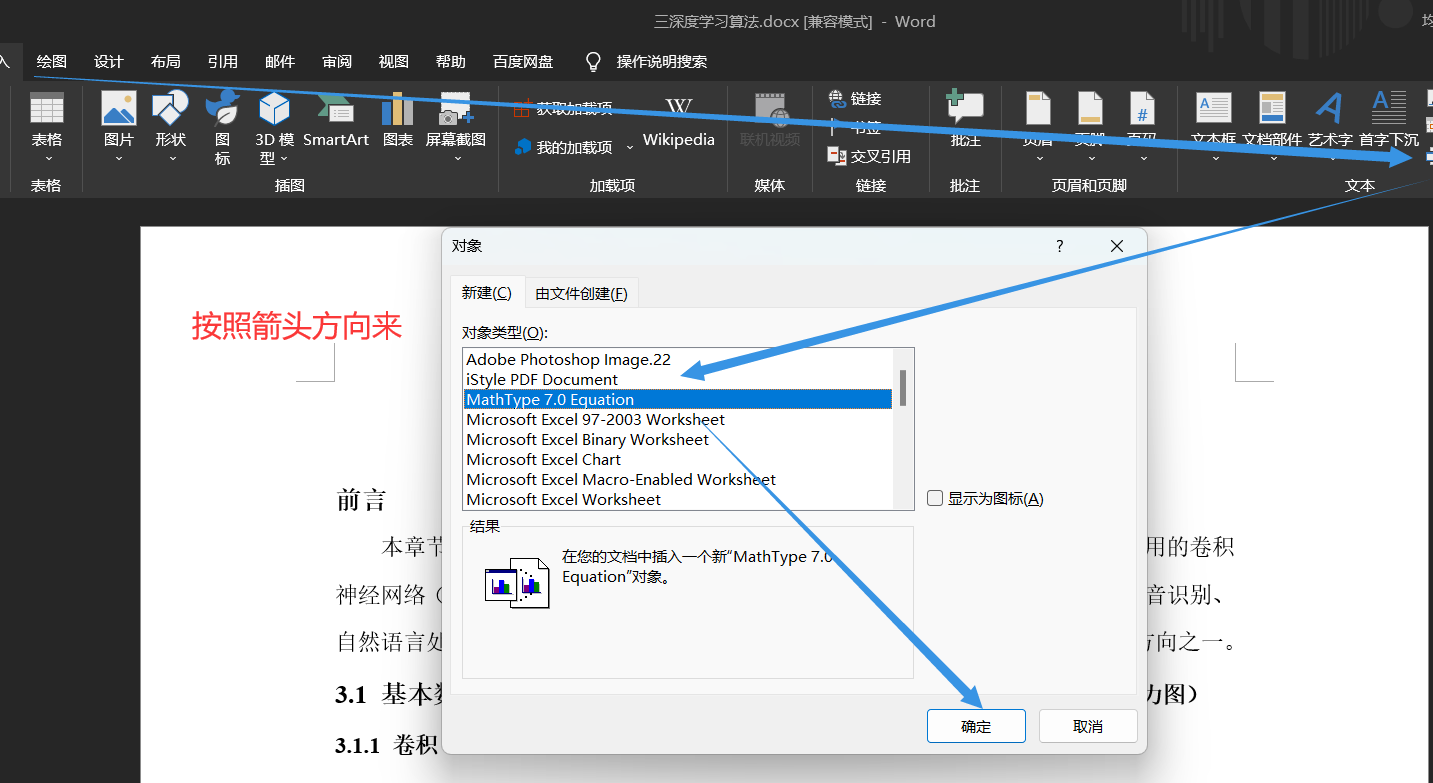 三深度学习算法.docx [兼容模式] - Word
入 绘图 设计 布局 引用 邮件 审阅 视图 帮助 百度网盘 操作说明搜索
表格 图片 形状 图标 3D 模型 SmartArt 图表 屏幕截图
获取加载项
我的加载项
Wikipedia
联机视频
链接
书签
交叉引用
批注 页眉 页脚 页码 文本框 文档部件 艺术字 首字下沉
表格 插图 加载项 媒体 链接 批注 页眉和页脚 文本
对象 ?
新建(C) 由文件创建(F)
按照箭头方向来
对象类型(O):
Adobe Photoshop Image.22
iStyle PDF Document
MathType 7.0 Equation
Microsoft Excel 97-2003 Worksheet
Microsoft Excel Binary Worksheet
Microsoft Excel Chart
Microsoft Excel Macro-Enabled Worksheet
Microsoft Excel Worksheet
显示为图标(A)
结果
在您的文档中插入一个新“MathType 7.0
Equation”对象。
确定 取消
前言
本章节 用的卷积
神经网络（ 音识别、
自然语言处 方向之一。
3.1 基本数 力图）
3.1.1 卷积